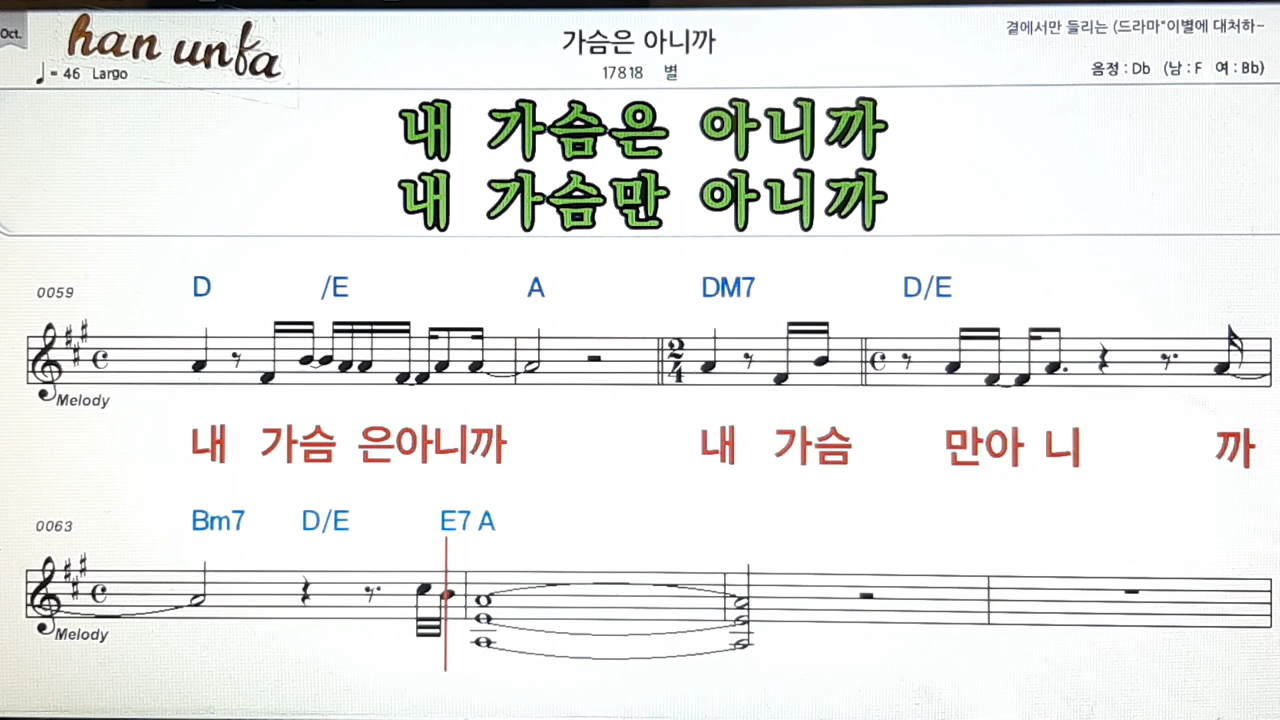 Oct.
han unfa
= 46 Largo
가슴은 아니까
17818 별
곁에서만 들리는 (드라마"이별에 대처하-
음정 : Db (남 : F 여 : Bb)
내 가슴은 아니까
내 가슴만 아니까
0059
D /E A DM7 D/E
C 2/4 C
Melody
내 가슴 은아니까 내 가슴 만아 니 까
0063
Bm7 D/E E7 A
C
Melody